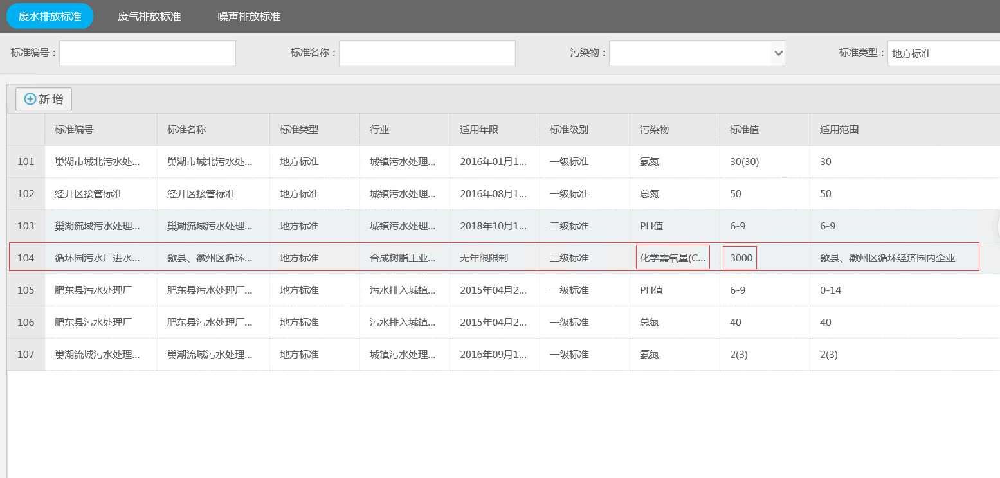 废水排放标准 废气排放标准 噪声排放标准
标准编号： 标准名称： 污染物： 标准类型： 地方标准
新 增
标准编号 标准名称 标准类型 行业 适用年限 标准级别 污染物 标准值 适用范围
101 巢湖市城北污水处... 巢湖市城北污水处... 地方标准 城镇污水处理... 2016年01月1... 一级标准 氨氮 30(30) 30
102 经开区接管标准 经开区接管标准 地方标准 城镇污水处理... 2016年08月1... 一级标准 总氮 50 50
103 巢湖流域污水处理... 巢湖流域污水处理... 地方标准 城镇污水处理... 2018年10月1... 二级标准 PH值 6-9 6-9
104 循环园污水厂进水... 歙县、徽州区循环... 地方标准 合成树脂工业... 无年限限制 三级标准 化学需氧量(C... 3000 歙县、徽州区循环经济园内企业
105 肥东县污水处理厂 肥东县污水处理厂... 地方标准 污水排入城镇... 2015年04月2... 一级标准 PH值 6-9 0-14
106 肥东县污水处理厂 肥东县污水处理厂... 地方标准 污水排入城镇... 2015年04月2... 一级标准 总氮 40 40
107 巢湖流域污水处理... 巢湖流域污水处理... 地方标准 城镇污水处理... 2016年09月1... 一级标准 氨氮 2(3) 2(3)